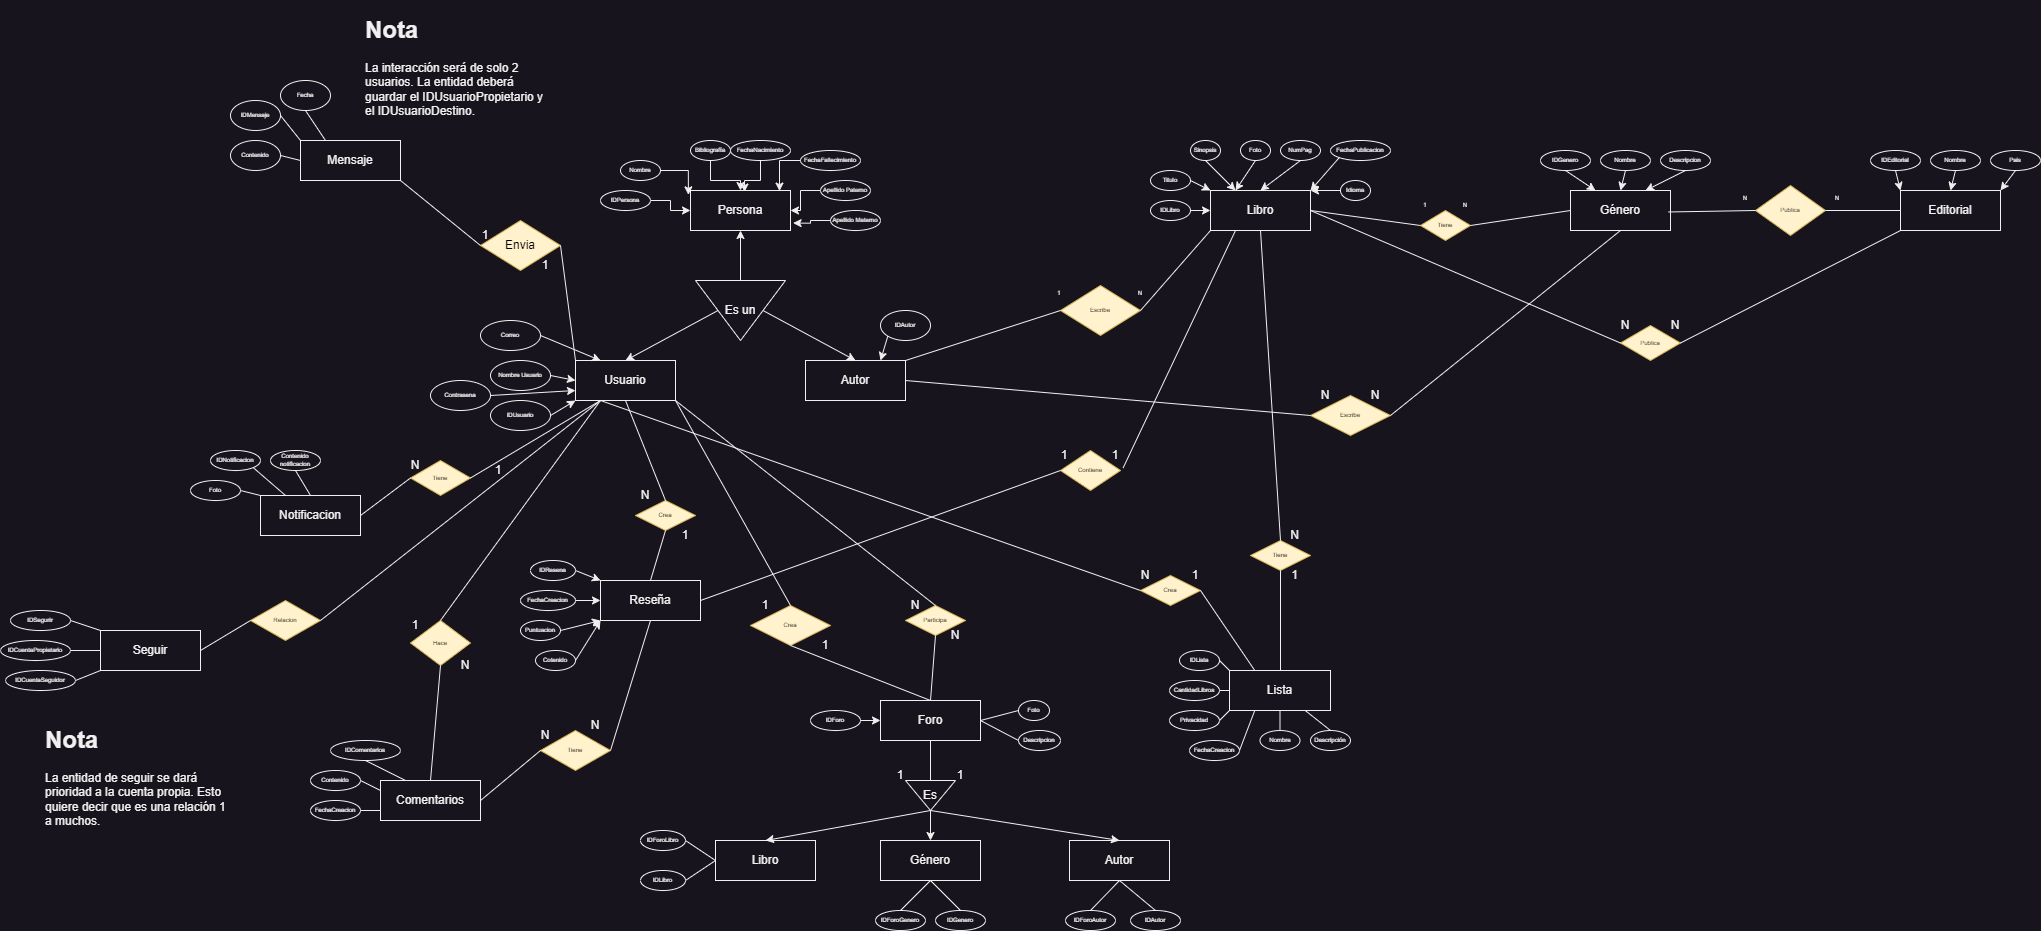 Nota
La interacción será de solo 2
usuarios. La entidad deberá
guardar el IDUsuarioPropietario y
el IDUsuarioDestino.
Fecha
IDMensaje
Contenido
Mensaje
1
Envia
1
Bibliografía
FechaNacimiento
FechaFallecimiento
Nombre
IDPersona
Apellido Paterno
Apellido Materno
Persona
Es un
Sinopsis
Foto
NumPag
FechaPublicacion
Titulo
Idioma
IDLibro
Libro
1
N
Tiene
IDGenero
Nombre
Descripcion
Género
N
N
Publica
IDEditorial
Nombre
Pais
Editorial
1
N
Escribe
N
N
Publica
Correo
Nombre Usuario
Contrasena
IDUsuario
Usuario
IDAutor
Autor
N
N
Escribe
IDNotificacion
Contenido
notificacion
Foto
Notificacion
N
1
Tiene
N
Crea
1
1
1
Contiene
N
Tiene
1
IDSeguir
IDCuentaPropietario
IDCuentaSeguidor
Seguir
Relacion
1
Hace
N
IDResena
FechaCreacion
Puntuacion
Cotenido
Reseña
1
Crea
1
N
Participa
N
N
1
Crea
IDLista
CantidadLibros
Privacidad
FechaCreacion
Nombre
Descripción
Lista
Nota
La entidad de seguir se dará
prioridad a la cuenta propia. Esto
quiere decir que es una relación 1
a muchos.
IDComentarios
Contenido
FechaCreacion
Comentarios
N
N
Tiene
IDForo
Foro
Foto
Descripcion
1
1
Es
IDForoLibro
IDLibro
Libro
Género
Autor
IDForoGenero
IDGenero
IDForoAutor
IDAutor